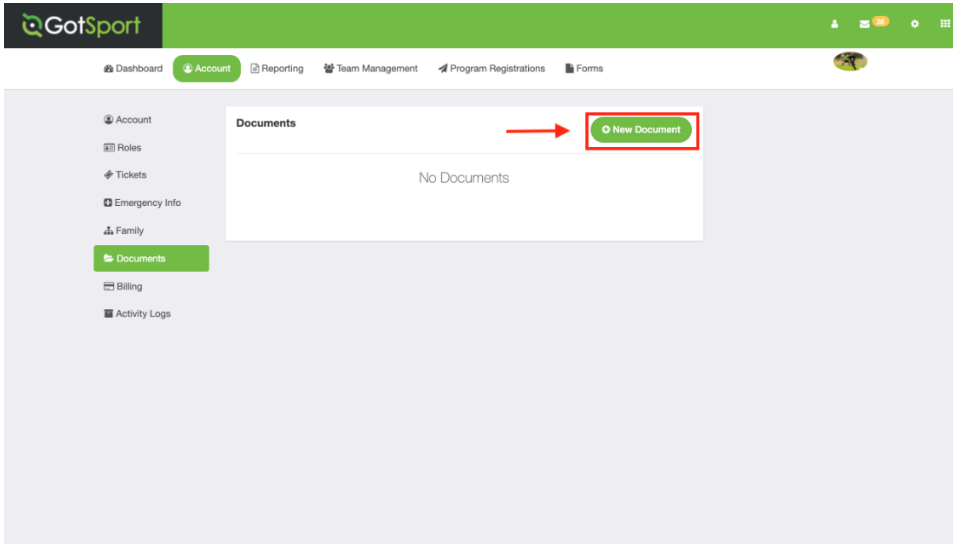 GotSport
Dashboard Account Reporting Team Management Program Registrations Forms
Account
Roles
Tickets
Emergency Info
Family
Documents
Billing
Activity Logs
Documents
New Document
No Documents